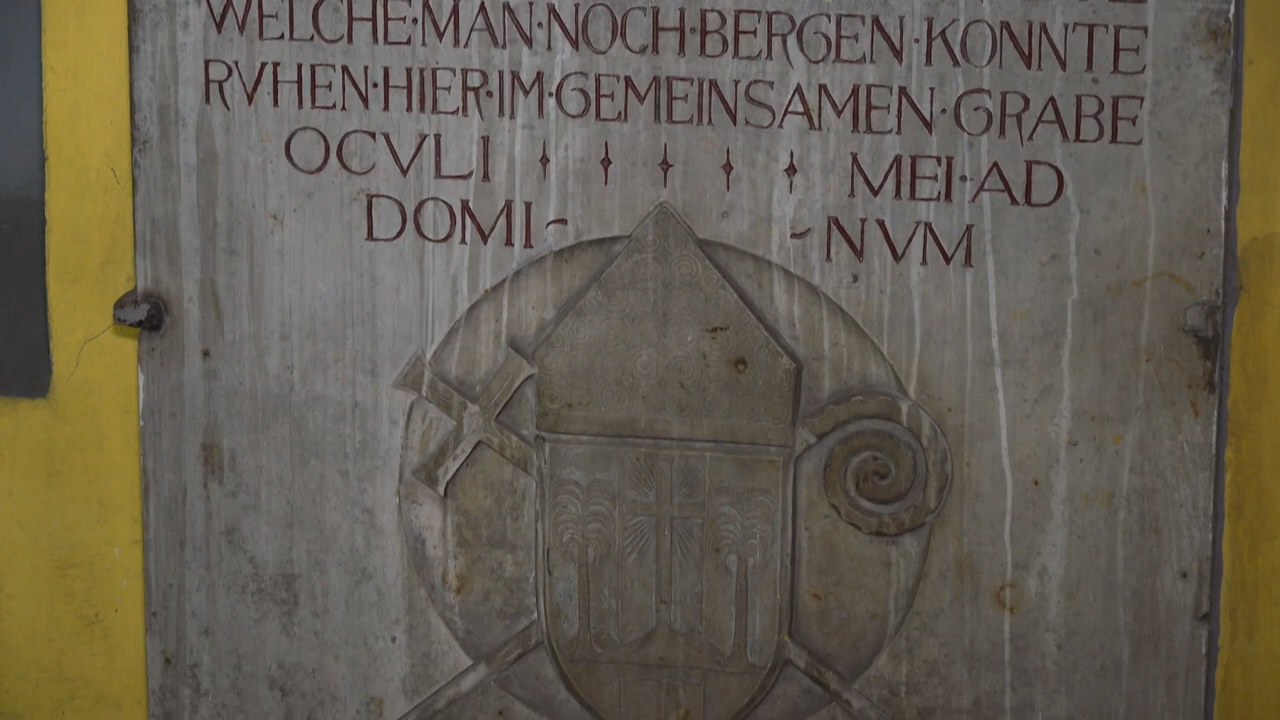 WELCHE·MAN·NOCH·BERGEN·KONNTE
RVHEN·HIER·IM·GEMEINSAMEN·GRABE
OCVLI MEI·AD
DOMI- -NVM